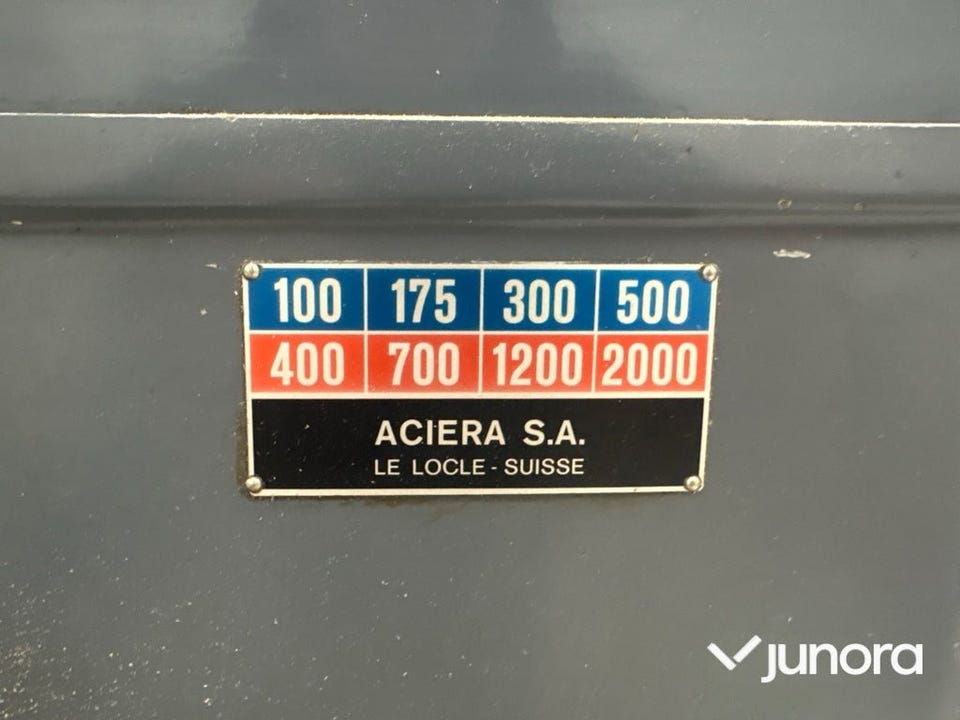 100 175 300 500
400 700 1200 2000
ACIERA S.A.
LE LOCLE - SUISSE
junora